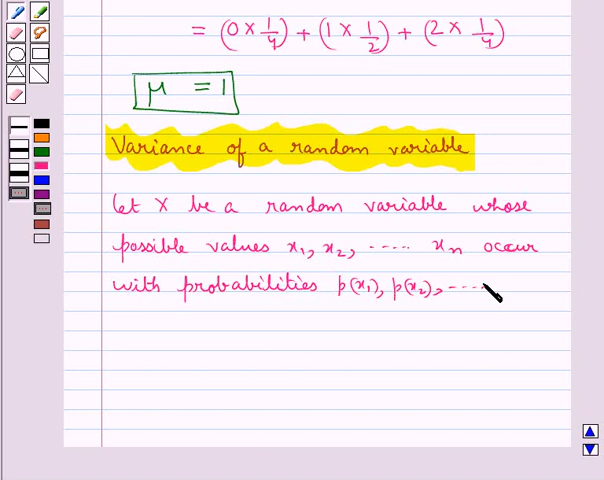 = (0 × 1/4) + (1 × 1/2) + (2 × 1/4)
μ = 1
Variance of a random variable
Let X be a random variable whose
possible values x₁, x₂, ..... xₙ occur
with probabilities p(x₁), p(x₂), .....